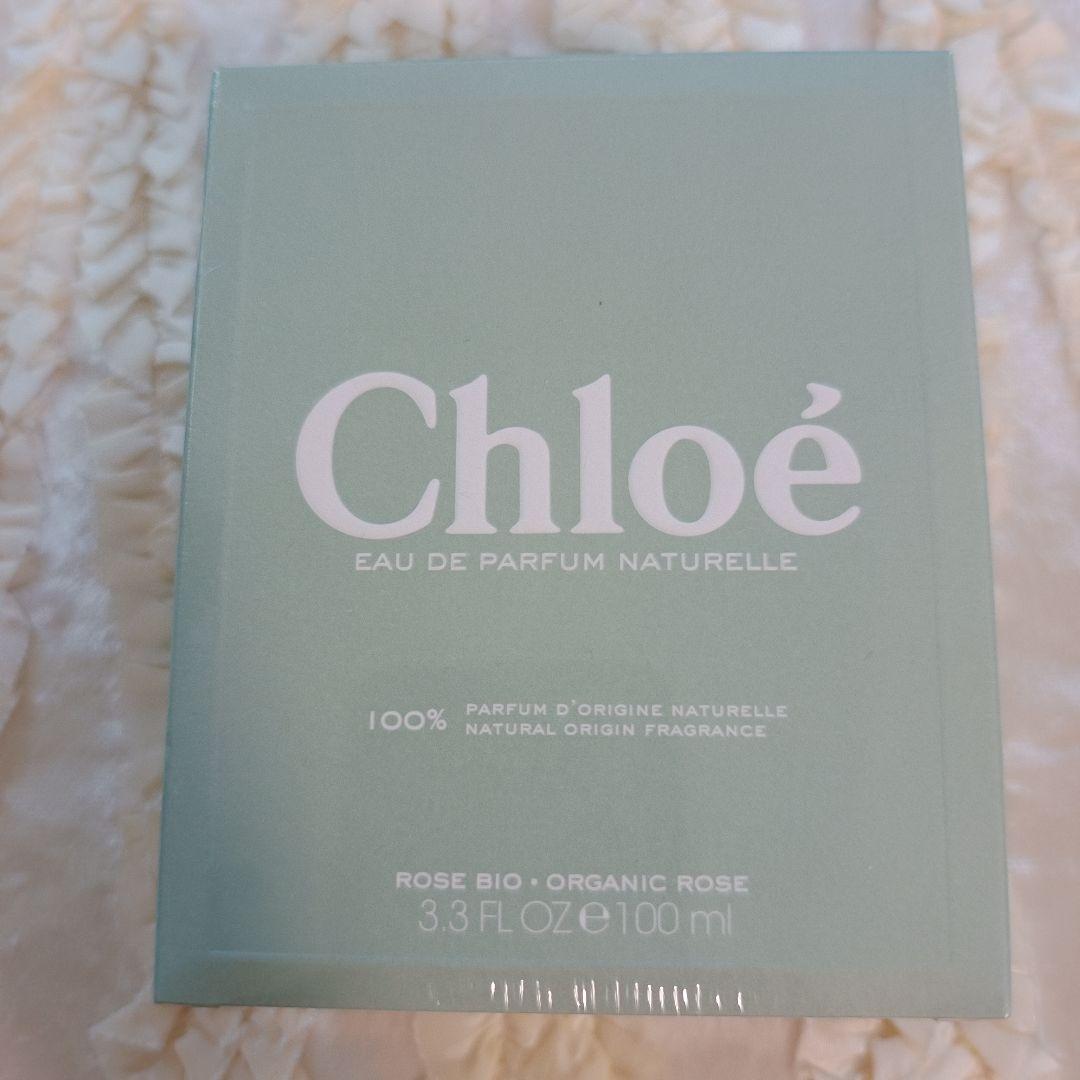 Chloé
EAU DE PARFUM NATURELLE
100% PARFUM D'ORIGINE NATURELLE
NATURAL ORIGIN FRAGRANCE
ROSE BIO • ORGANIC ROSE
3.3 FL OZ ℮ 100 ml